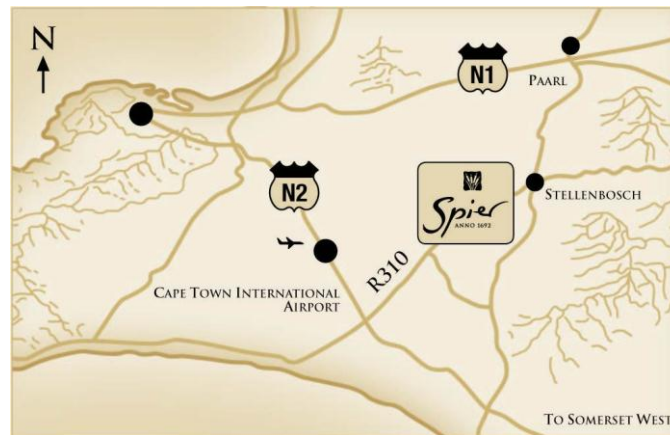 N
N1
PAARL
N2
Spier
ANNO 1692
STELLENBOSCH
R310
CAPE TOWN INTERNATIONAL
AIRPORT
TO SOMERSET WEST